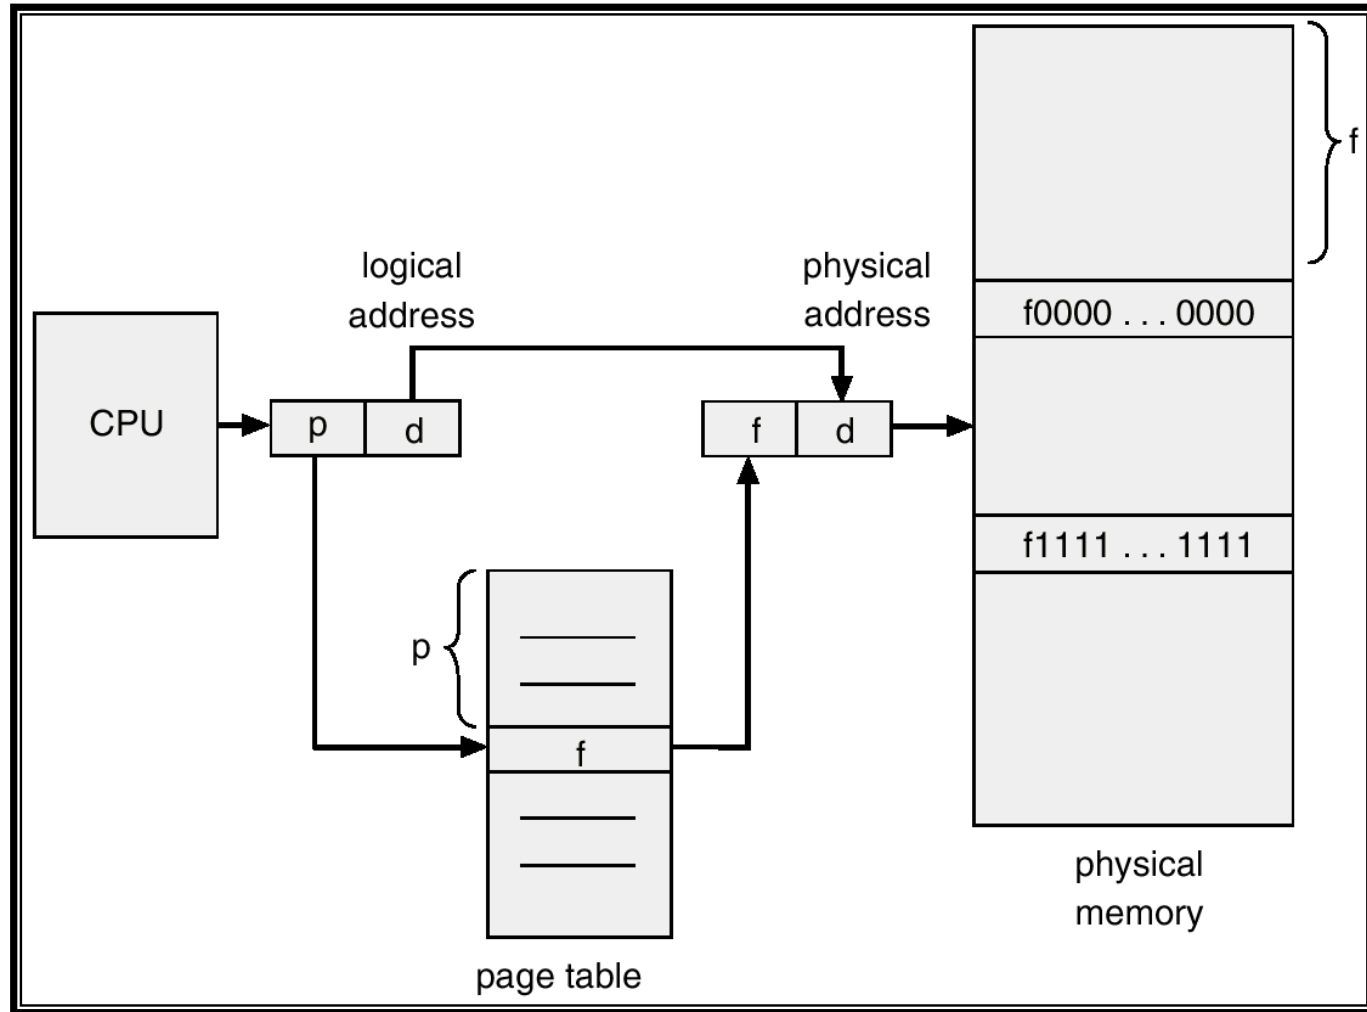 f
logical
address
physical
address
f0000 . . . 0000
CPU
p
d
f
d
f1111 . . . 1111
p
f
physical
memory
page table